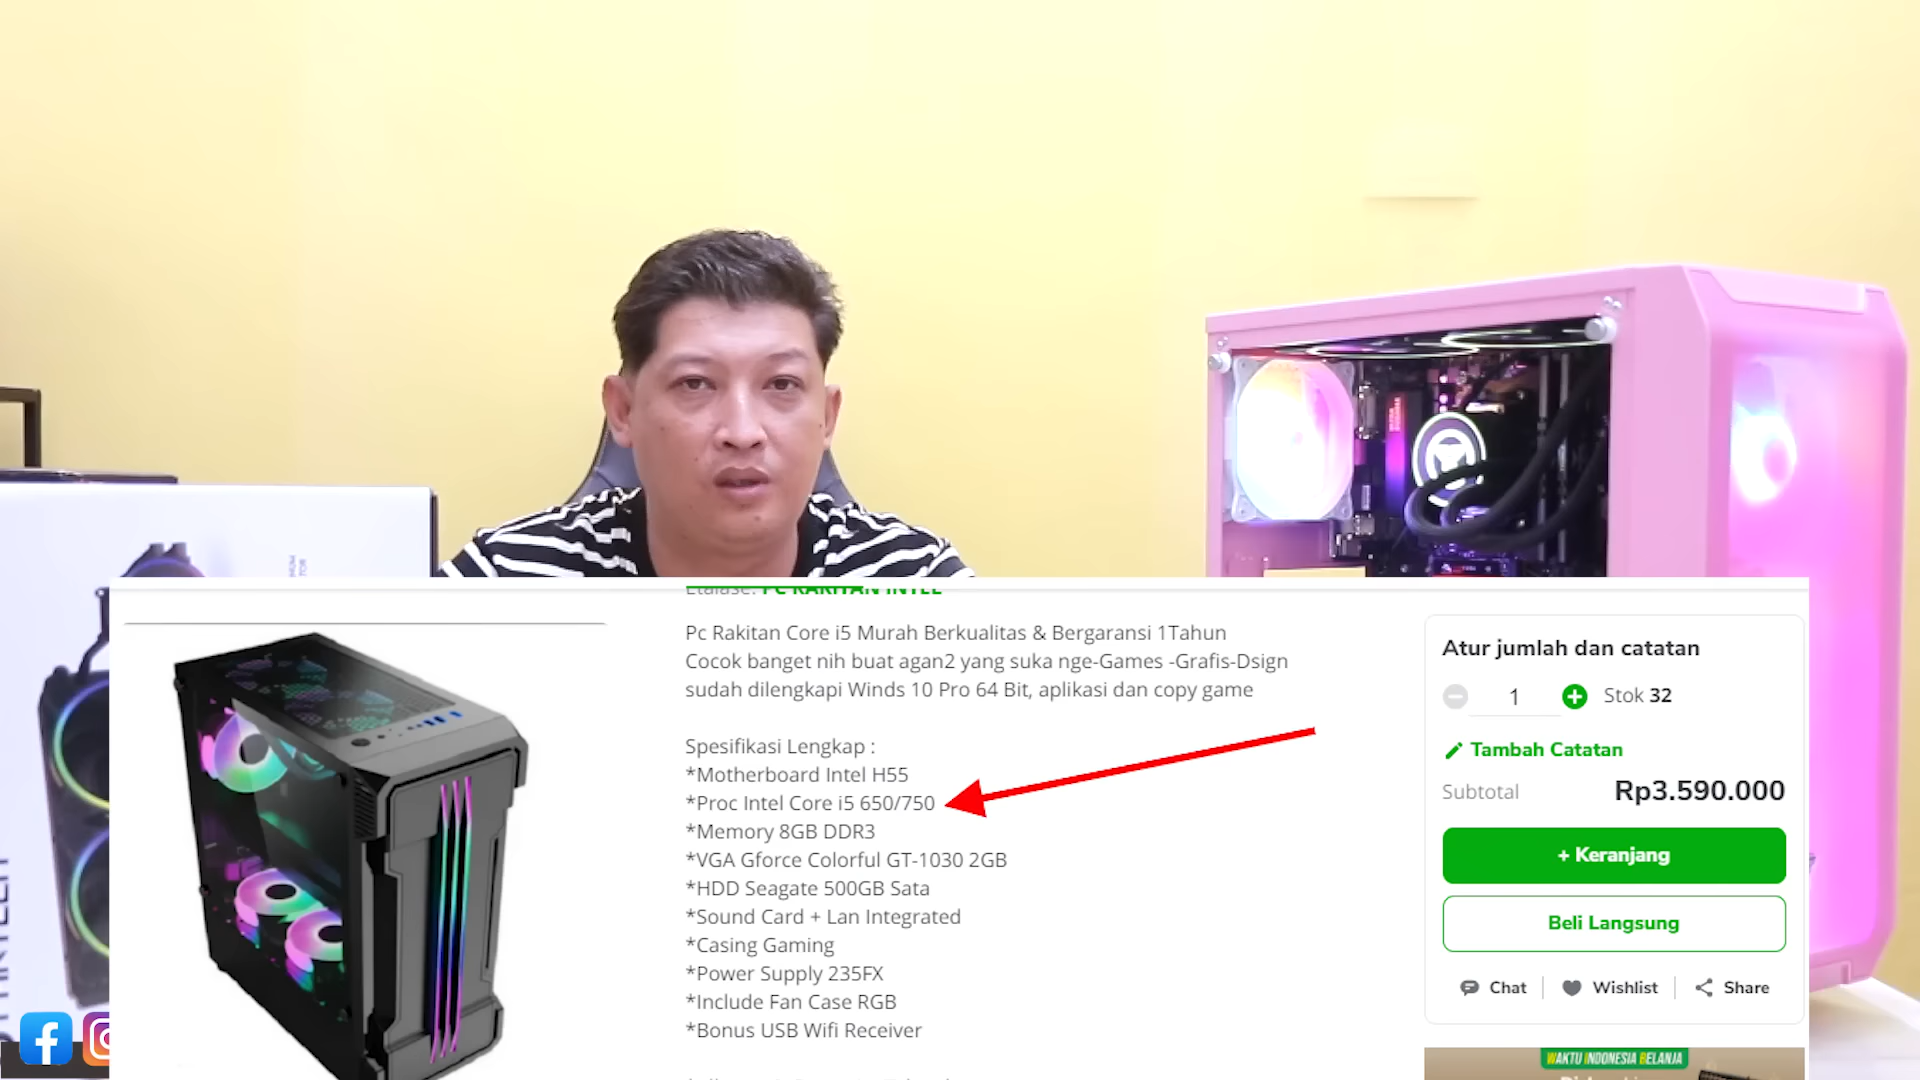 Etalase: PC RAKITAN INTEL
Pc Rakitan Core i5 Murah Berkualitas & Bergaransi 1Tahun
Cocok banget nih buat agan2 yang suka nge-Games -Grafis-Dsign
sudah dilengkapi Winds 10 Pro 64 Bit, aplikasi dan copy game
Spesifikasi Lengkap :
*Motherboard Intel H55
*Proc Intel Core i5 650/750
*Memory 8GB DDR3
*VGA Gforce Colorful GT-1030 2GB
*HDD Seagate 500GB Sata
*Sound Card + Lan Integrated
*Casing Gaming
*Power Supply 235FX
*Include Fan Case RGB
*Bonus USB Wifi Receiver
Atur jumlah dan catatan
1
Stok 32
Tambah Catatan
Subtotal Rp3.590.000
+ Keranjang
Beli Langsung
Chat
Wishlist
Share
WAKTU INDONESIA BELANJA